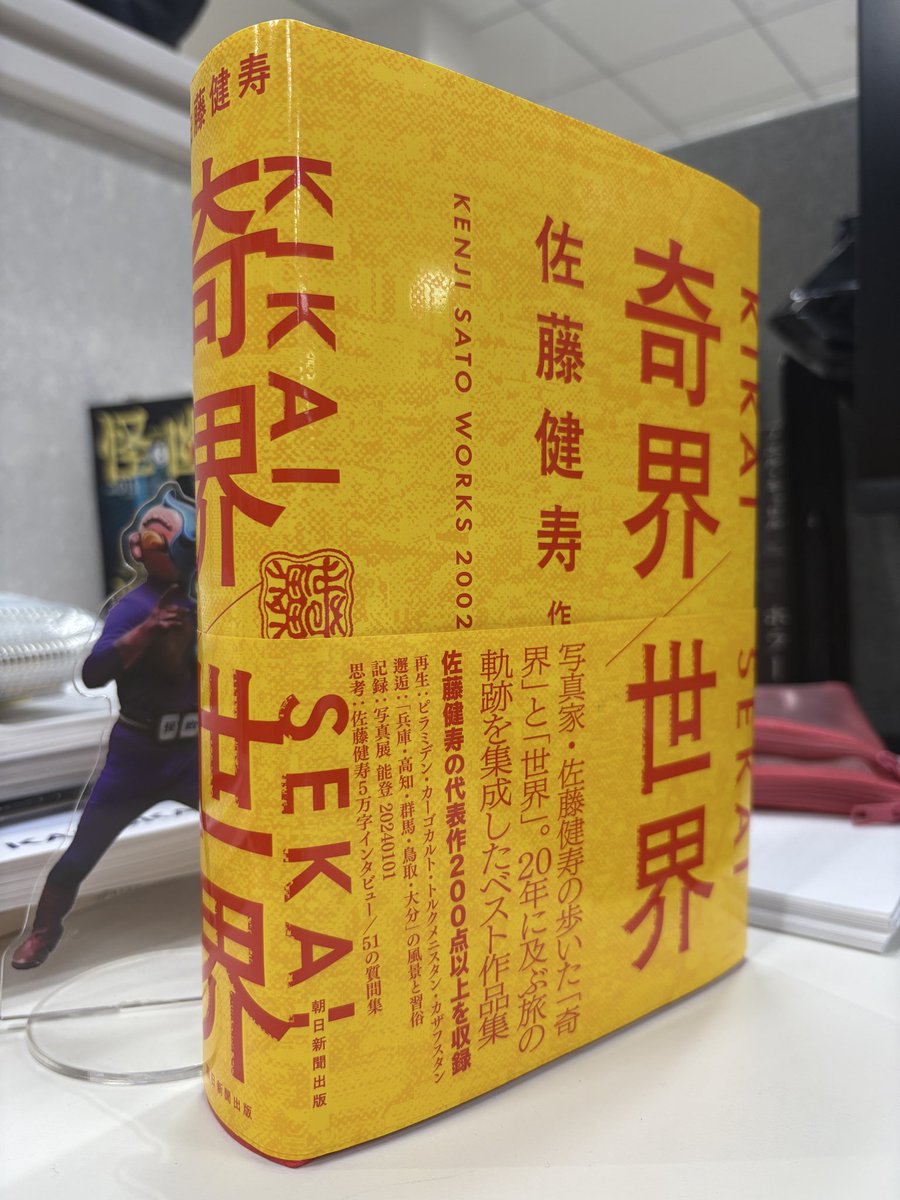 奇界／世界
KIKAI
SEKAI
佐藤健寿 作
KENJI SATO WORKS 2002
写真家・佐藤健寿の歩いた「奇
界」と「世界」。20年に及ぶ旅の
軌跡を集成したベスト作品集
佐藤健寿の代表作200点以上を収録
再生：ピラミデン・カーゴカルト・トルクメニスタン・カザフスタン
邂逅：「兵庫・高知・群馬・鳥取・大分」の風景と習俗
記録：写真展 能登 20240101
思考：佐藤健寿5万字インタビュー／51の質問集
朝日新聞出版
藤健寿
奇界／世界
KIKAI
SEKAI
日新聞出版
怪